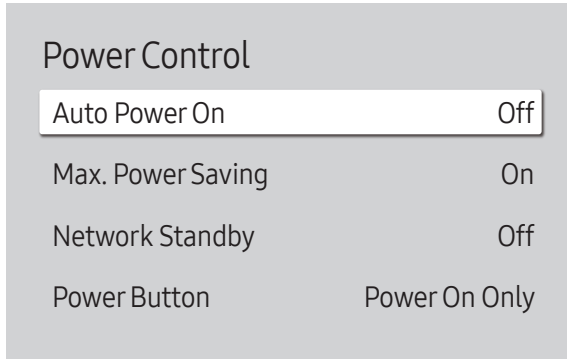 Power Control
Auto Power On Off
Max. Power Saving On
Network Standby Off
Power Button Power On Only